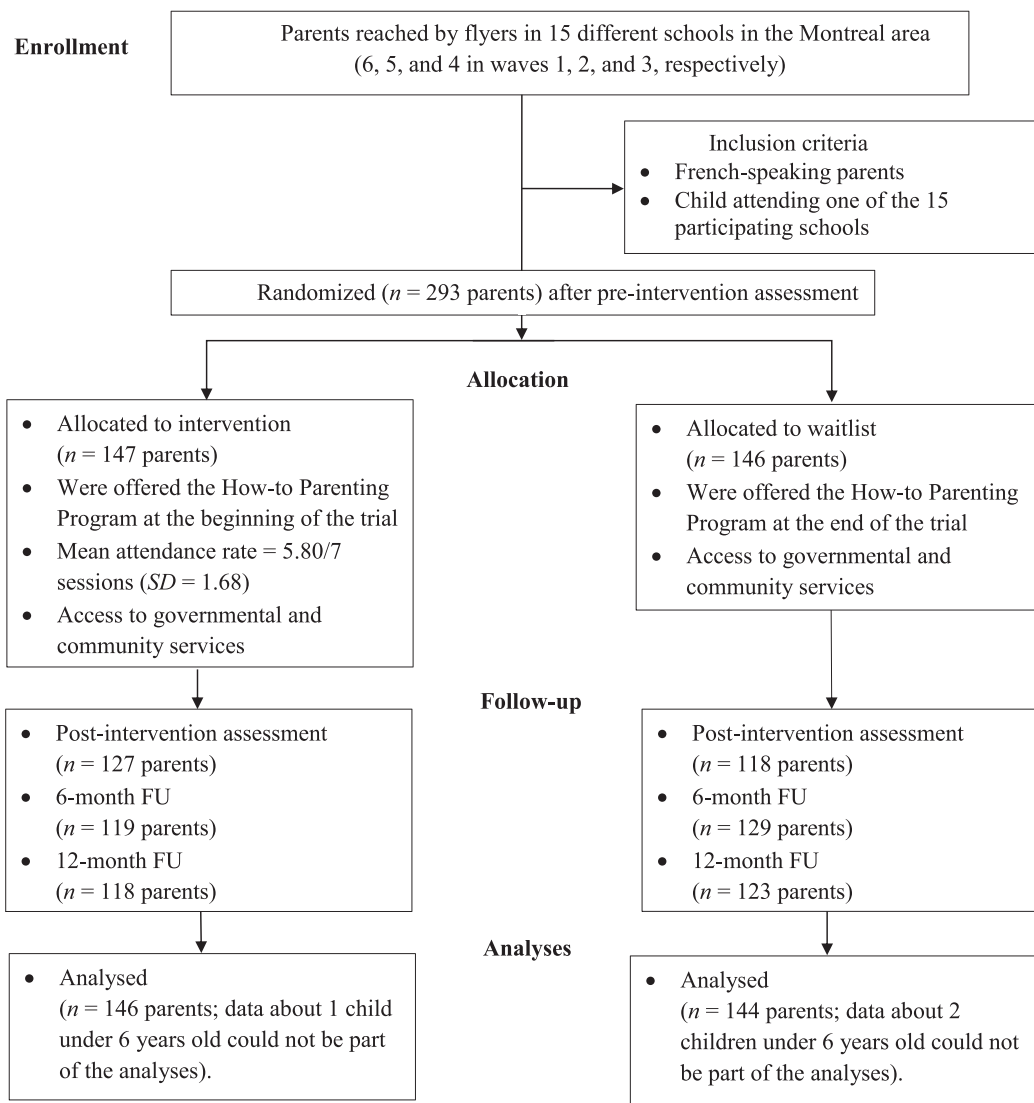 Enrollment
Parents reached by flyers in 15 different schools in the Montreal area
(6, 5, and 4 in waves 1, 2, and 3, respectively)
Inclusion criteria
• French-speaking parents
• Child attending one of the 15
participating schools
Randomized (n = 293 parents) after pre-intervention assessment
Allocation
• Allocated to intervention
(n = 147 parents)
• Were offered the How-to Parenting
Program at the beginning of the trial
• Mean attendance rate = 5.80/7
sessions (SD = 1.68)
• Access to governmental and
community services
• Allocated to waitlist
(n = 146 parents)
• Were offered the How-to Parenting
Program at the end of the trial
• Access to governmental and
community services
Follow-up
• Post-intervention assessment
(n = 127 parents)
• 6-month FU
(n = 119 parents)
• 12-month FU
(n = 118 parents)
• Post-intervention assessment
(n = 118 parents)
• 6-month FU
(n = 129 parents)
• 12-month FU
(n = 123 parents)
Analyses
• Analysed
(n = 146 parents; data about 1 child
under 6 years old could not be part
of the analyses).
• Analysed
(n = 144 parents; data about 2
children under 6 years old could not
be part of the analyses).